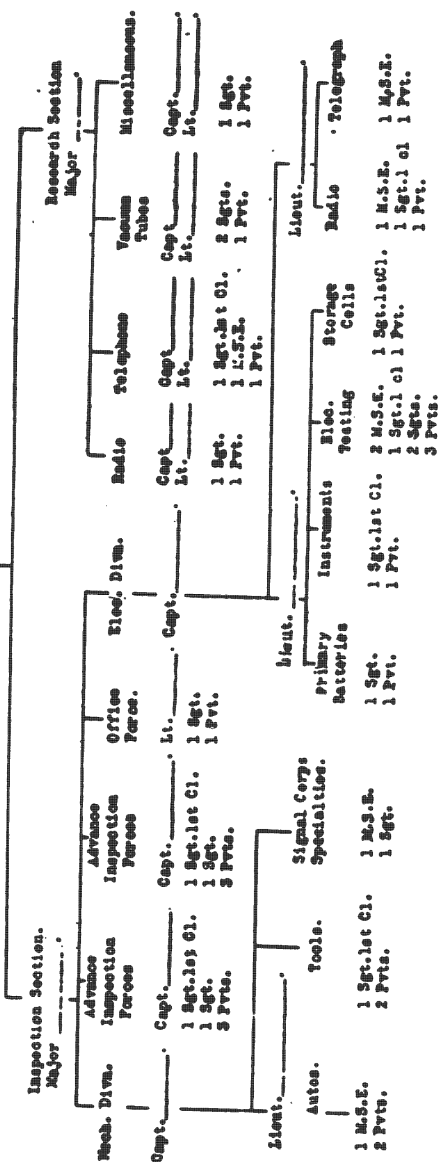 Inspection Section.
Major
Research Section
Major
Mech. Divn.
Capt.
Advance
Inspection
Forces
Capt.
1 Sgt.1st Cl.
1 Sgt.
3 Pvts.
Advance
Inspection
Forces
Capt.
1 Sgt.1st Cl.
1 Sgt.
3 Pvts.
Office
Force.
Lt.
1 Sgt.
1 Pvt.
Elec. Divn.
Capt.
Radio
Capt
Lt.
1 Sgt.
1 Pvt.
Telephone
Capt
Lt.
1 Sgt.1st Cl.
1 M.S.E.
1 Pvt.
Vacuum
Tubes
Capt
Lt.
2 Sgts.
1 Pvt.
Miscellaneous.
Capt.
Lt.
1 Sgt.
1 Pvt.
Lieut.
Autos.
1 M.S.E.
2 Pvts.
Tools.
1 Sgt.1st Cl.
2 Pvts.
Signal Corps
Specialties.
1 M.S.E.
1 Sgt.
Lieut.
Primary
Batteries
1 Sgt.
1 Pvt.
Instruments
1 Sgt.1st Cl.
1 Pvt.
Elec.
Testing
2 M.S.E.
1 Sgt.1 cl
2 Sgts.
3 Pvts.
Storage
Cells
1 Sgt.1stCl.
1 Pvt.
Lieut.
Radio
1 M.S.E.
1 Sgt.1 cl
1 Pvt.
Telegraph
1 M.S.E.
1 Pvt.